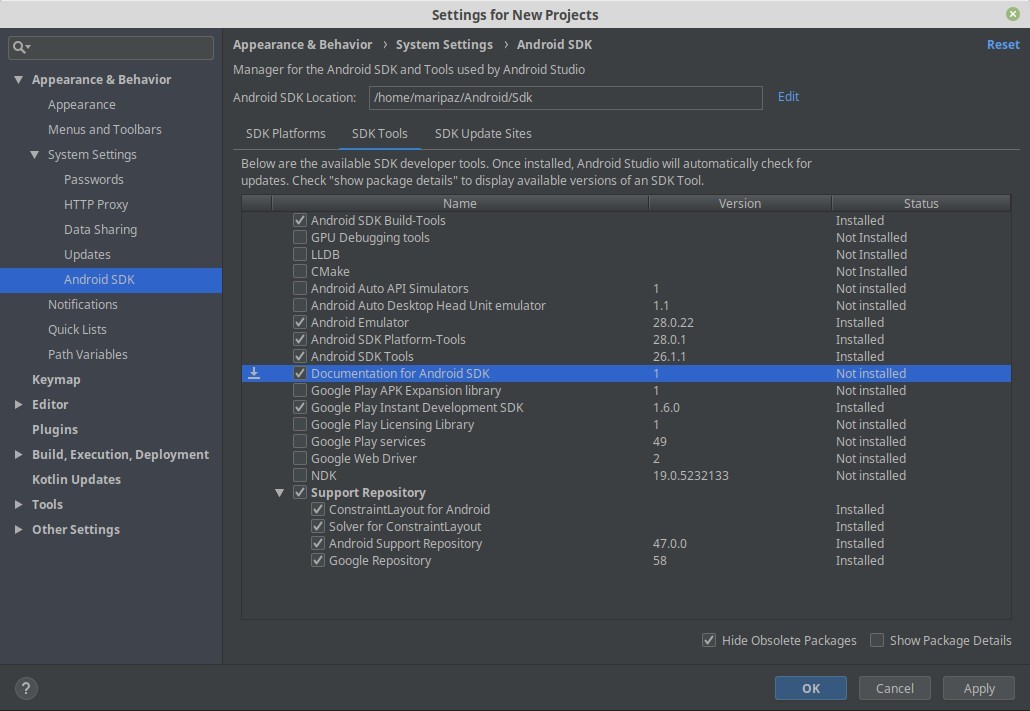 Settings for New Projects
Appearance & Behavior
Appearance
Menus and Toolbars
System Settings
Passwords
HTTP Proxy
Data Sharing
Updates
Android SDK
Notifications
Quick Lists
Path Variables
Keymap
Editor
Plugins
Build, Execution, Deployment
Kotlin Updates
Tools
Other Settings
Appearance & Behavior › System Settings › Android SDK Reset
Manager for the Android SDK and Tools used by Android Studio
Android SDK Location: /home/maripaz/Android/Sdk Edit
SDK Platforms SDK Tools SDK Update Sites
Below are the available SDK developer tools. Once installed, Android Studio will automatically check for
updates. Check "show package details" to display available versions of an SDK Tool.
Name Version Status
Android SDK Build-Tools Installed
GPU Debugging tools Not Installed
LLDB Not Installed
CMake Not Installed
Android Auto API Simulators 1 Not installed
Android Auto Desktop Head Unit emulator 1.1 Not installed
Android Emulator 28.0.22 Installed
Android SDK Platform-Tools 28.0.1 Installed
Android SDK Tools 26.1.1 Installed
Documentation for Android SDK 1 Not installed
Google Play APK Expansion library 1 Not installed
Google Play Instant Development SDK 1.6.0 Installed
Google Play Licensing Library 1 Not installed
Google Play services 49 Not installed
Google Web Driver 2 Not installed
NDK 19.0.5232133 Not installed
Support Repository
ConstraintLayout for Android Installed
Solver for ConstraintLayout Installed
Android Support Repository 47.0.0 Installed
Google Repository 58 Installed
Hide Obsolete Packages Show Package Details
? OK Cancel Apply